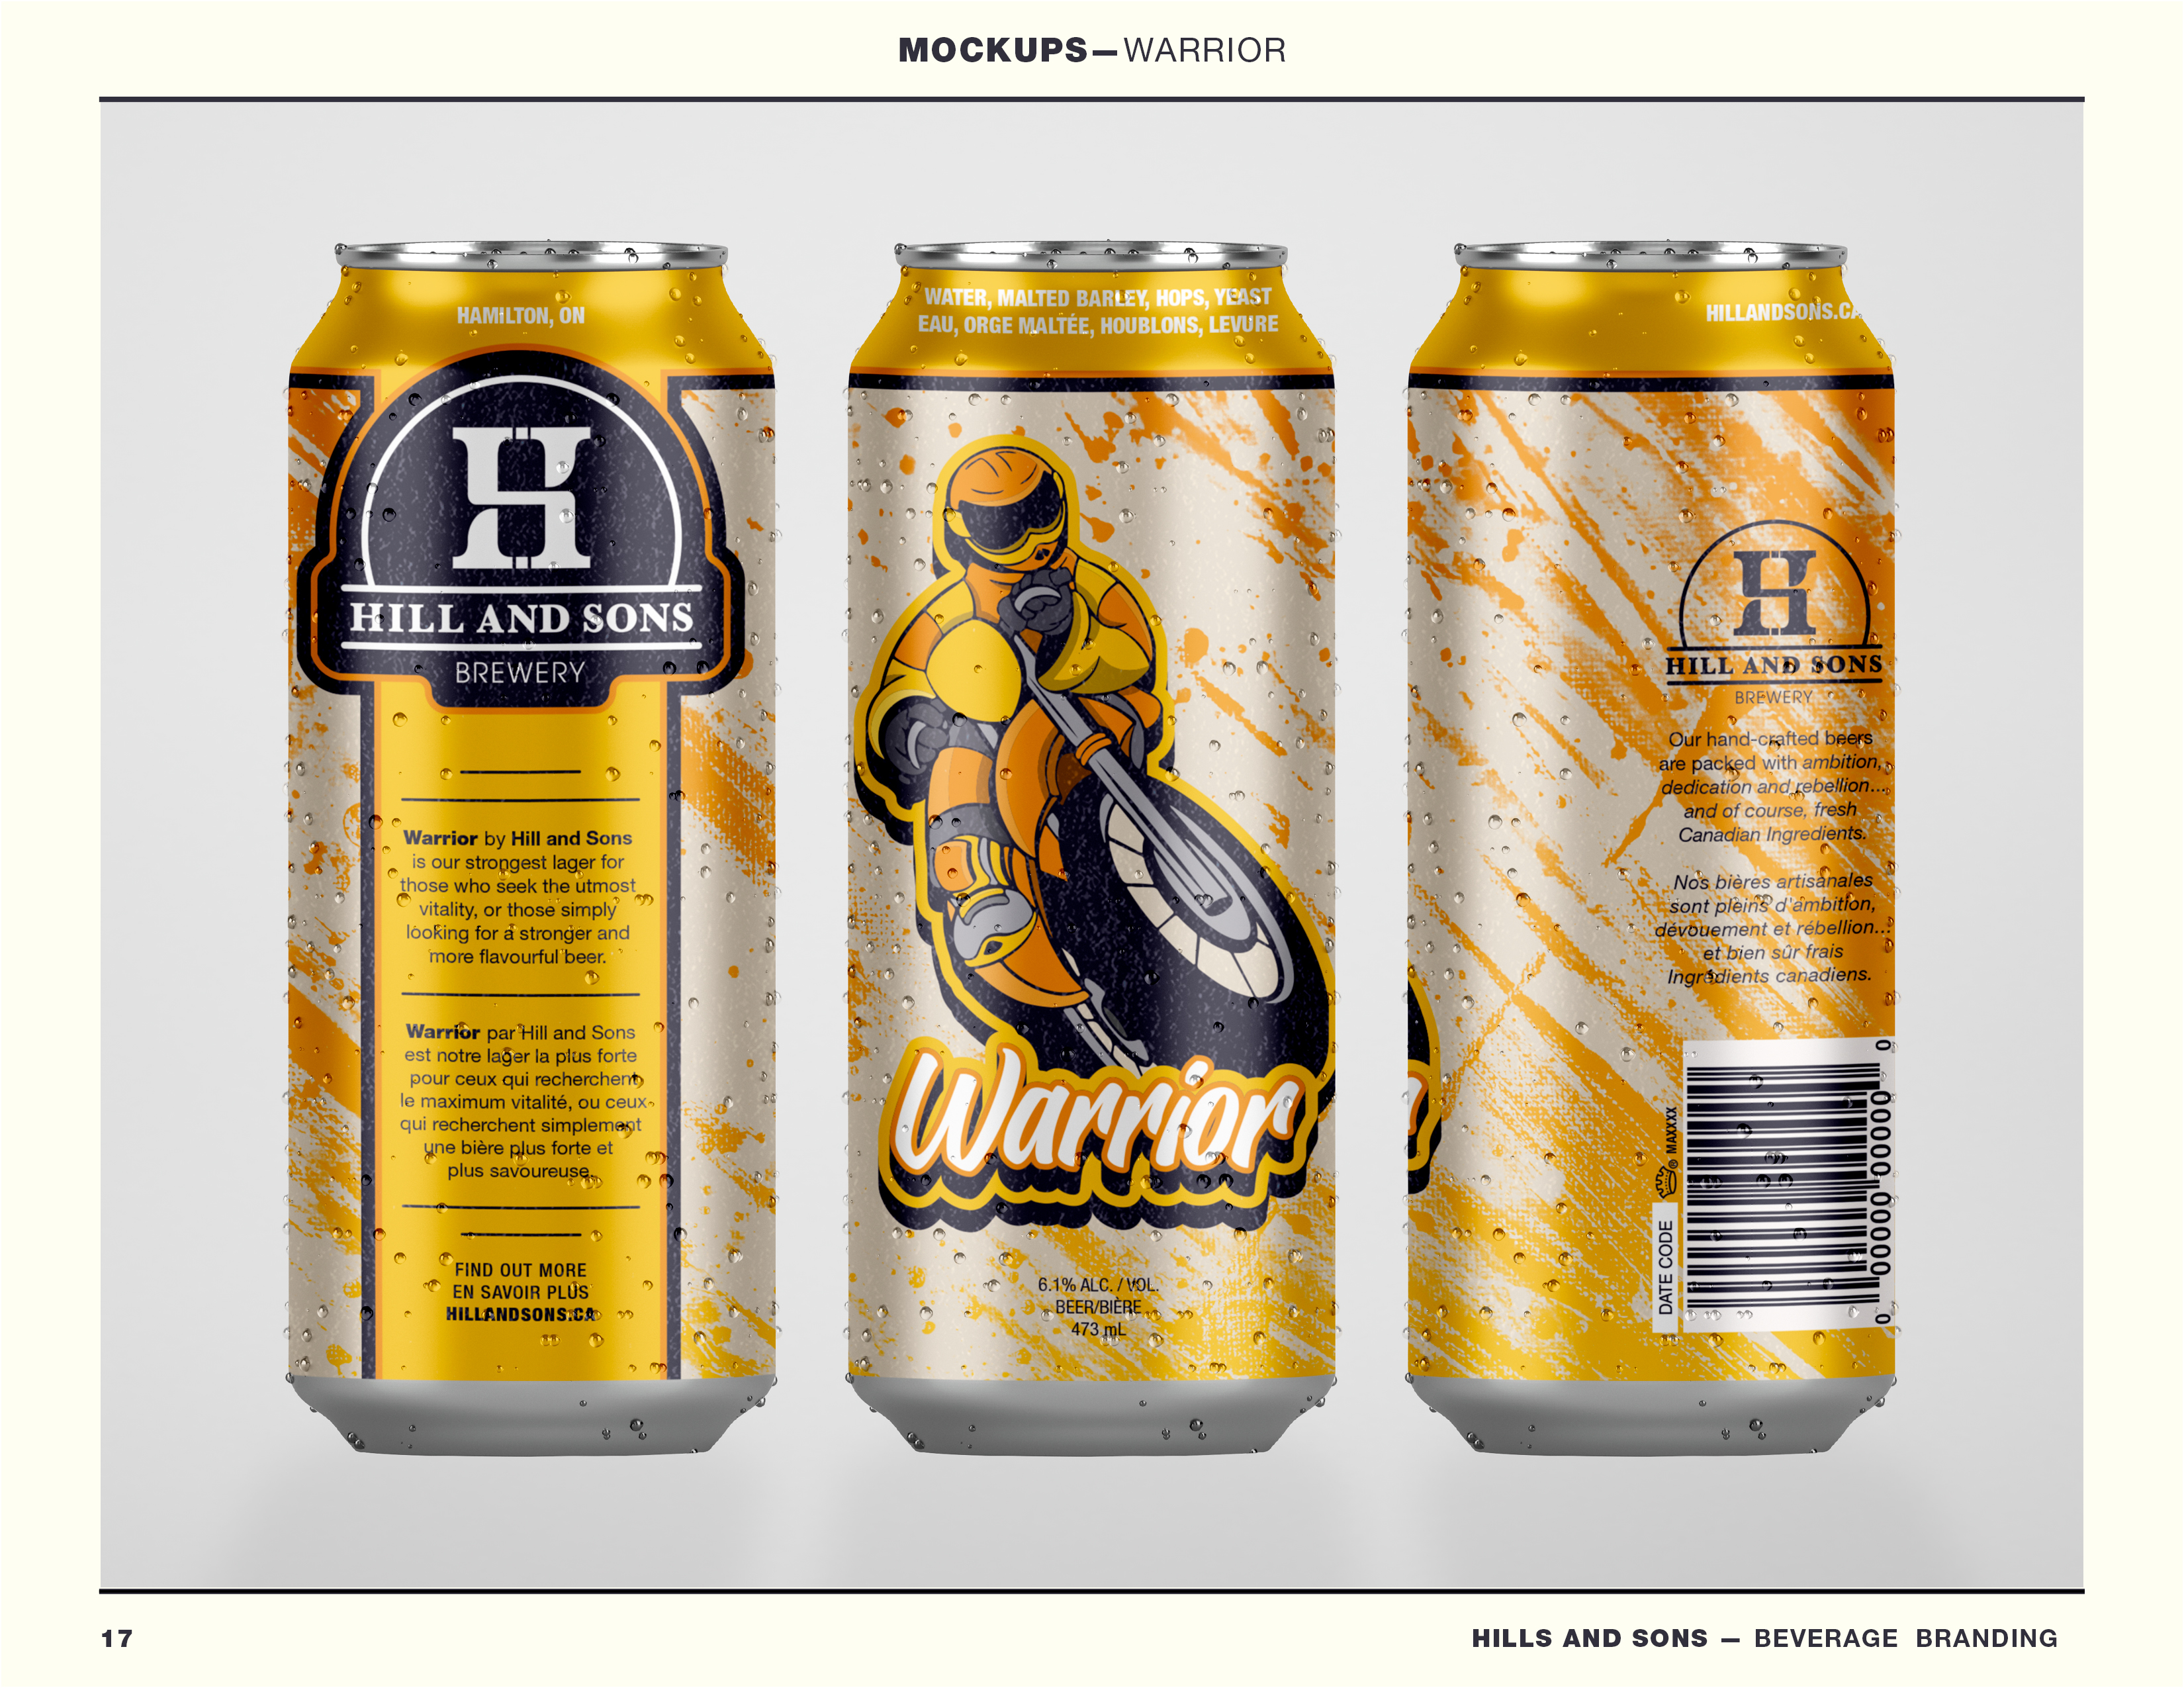 MOCKUPS—WARRIOR
HAMILTON, ON
H
HILL AND SONS
BREWERY
Warrior by Hill and Sons
is our strongest lager for
those who seek the utmost
vitality, or those simply
looking for a stronger and
more flavourful beer.
Warrior par Hill and Sons
est notre lager la plus forte
pour ceux qui recherchent
le maximum vitalité, ou ceux
qui recherchent simplement
une bière plus forte et
plus savoureuse.
FIND OUT MORE
EN SAVOIR PLUS
HILLANDSONS.CA
WATER, MALTED BARLEY, HOPS, YEAST
EAU, ORGE MALTÉE, HOUBLONS, LEVURE
Warrior
6.1% ALC. / VOL.
BEER/BIÈRE
473 mL
HILLANDSONS.CA
H
HILL AND SONS
BREWERY
Our hand-crafted beers
are packed with ambition,
dedication and rebellion...
and of course, fresh
Canadian Ingredients.
Nos bières artisanales
sont pleins d'ambition,
dévouement et rébellion...
et bien sûr frais
Ingrédients canadiens.
r
DATE CODE
® MAXXXX
0 00000 00000 0
17
HILLS AND SONS — BEVERAGE BRANDING